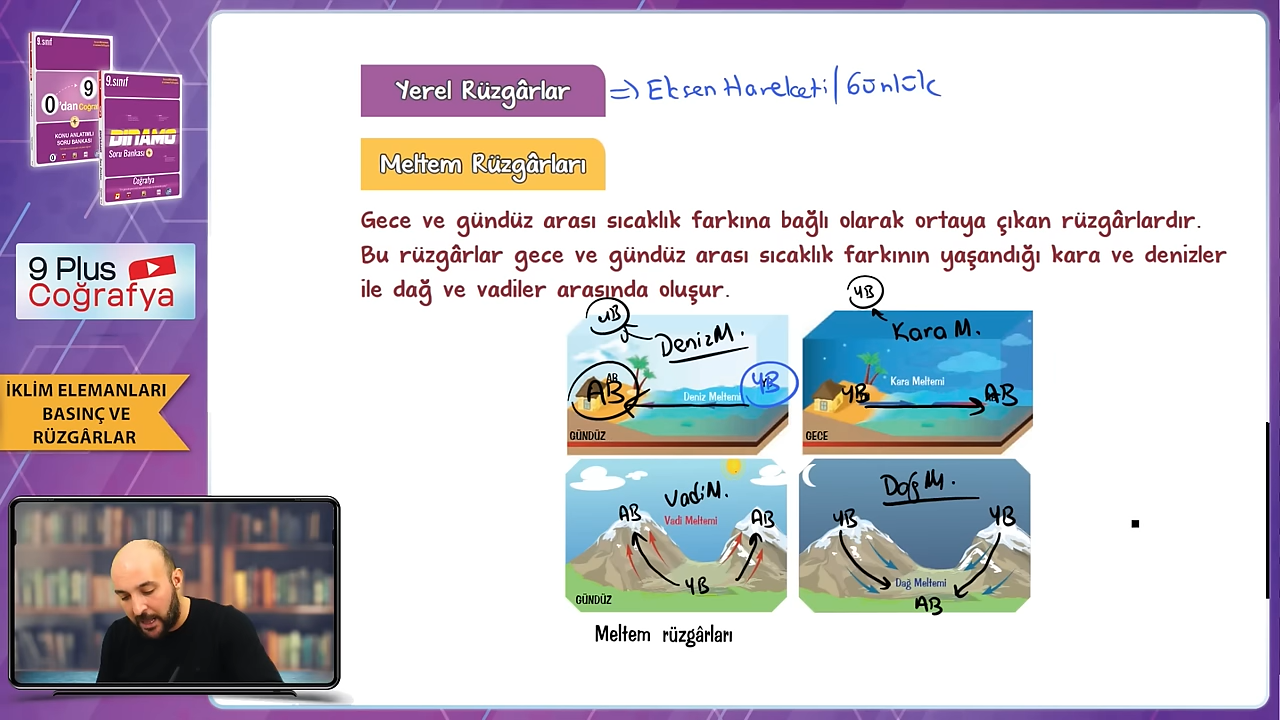 9.sınıf
0'dan 9
KONU ANLATIMLI
SORU BANKASI
9.sınıf
DİNAMO
Soru Bankası
Coğrafya
9 Plus
Coğrafya
İKLİM ELEMANLARI
BASINÇ VE
RÜZGÂRLAR
Yerel Rüzgârlar => Eksen Hareketi / Günlük
Meltem Rüzgârları
Gece ve gündüz arası sıcaklık farkına bağlı olarak ortaya çıkan rüzgârlardır.
Bu rüzgârlar gece ve gündüz arası sıcaklık farkının yaşandığı kara ve denizler
ile dağ ve vadiler arasında oluşur.
YB
Deniz M.
AB
AB
YB
Deniz Meltemi
GÜNDÜZ
YB
Kara M.
Kara Meltemi
YB
AB
GECE
Vadi M.
AB
Vadi Meltemi
AB
YB
GÜNDÜZ
Dağ M.
YB
YB
Dağ Meltemi
AB
Meltem rüzgârları